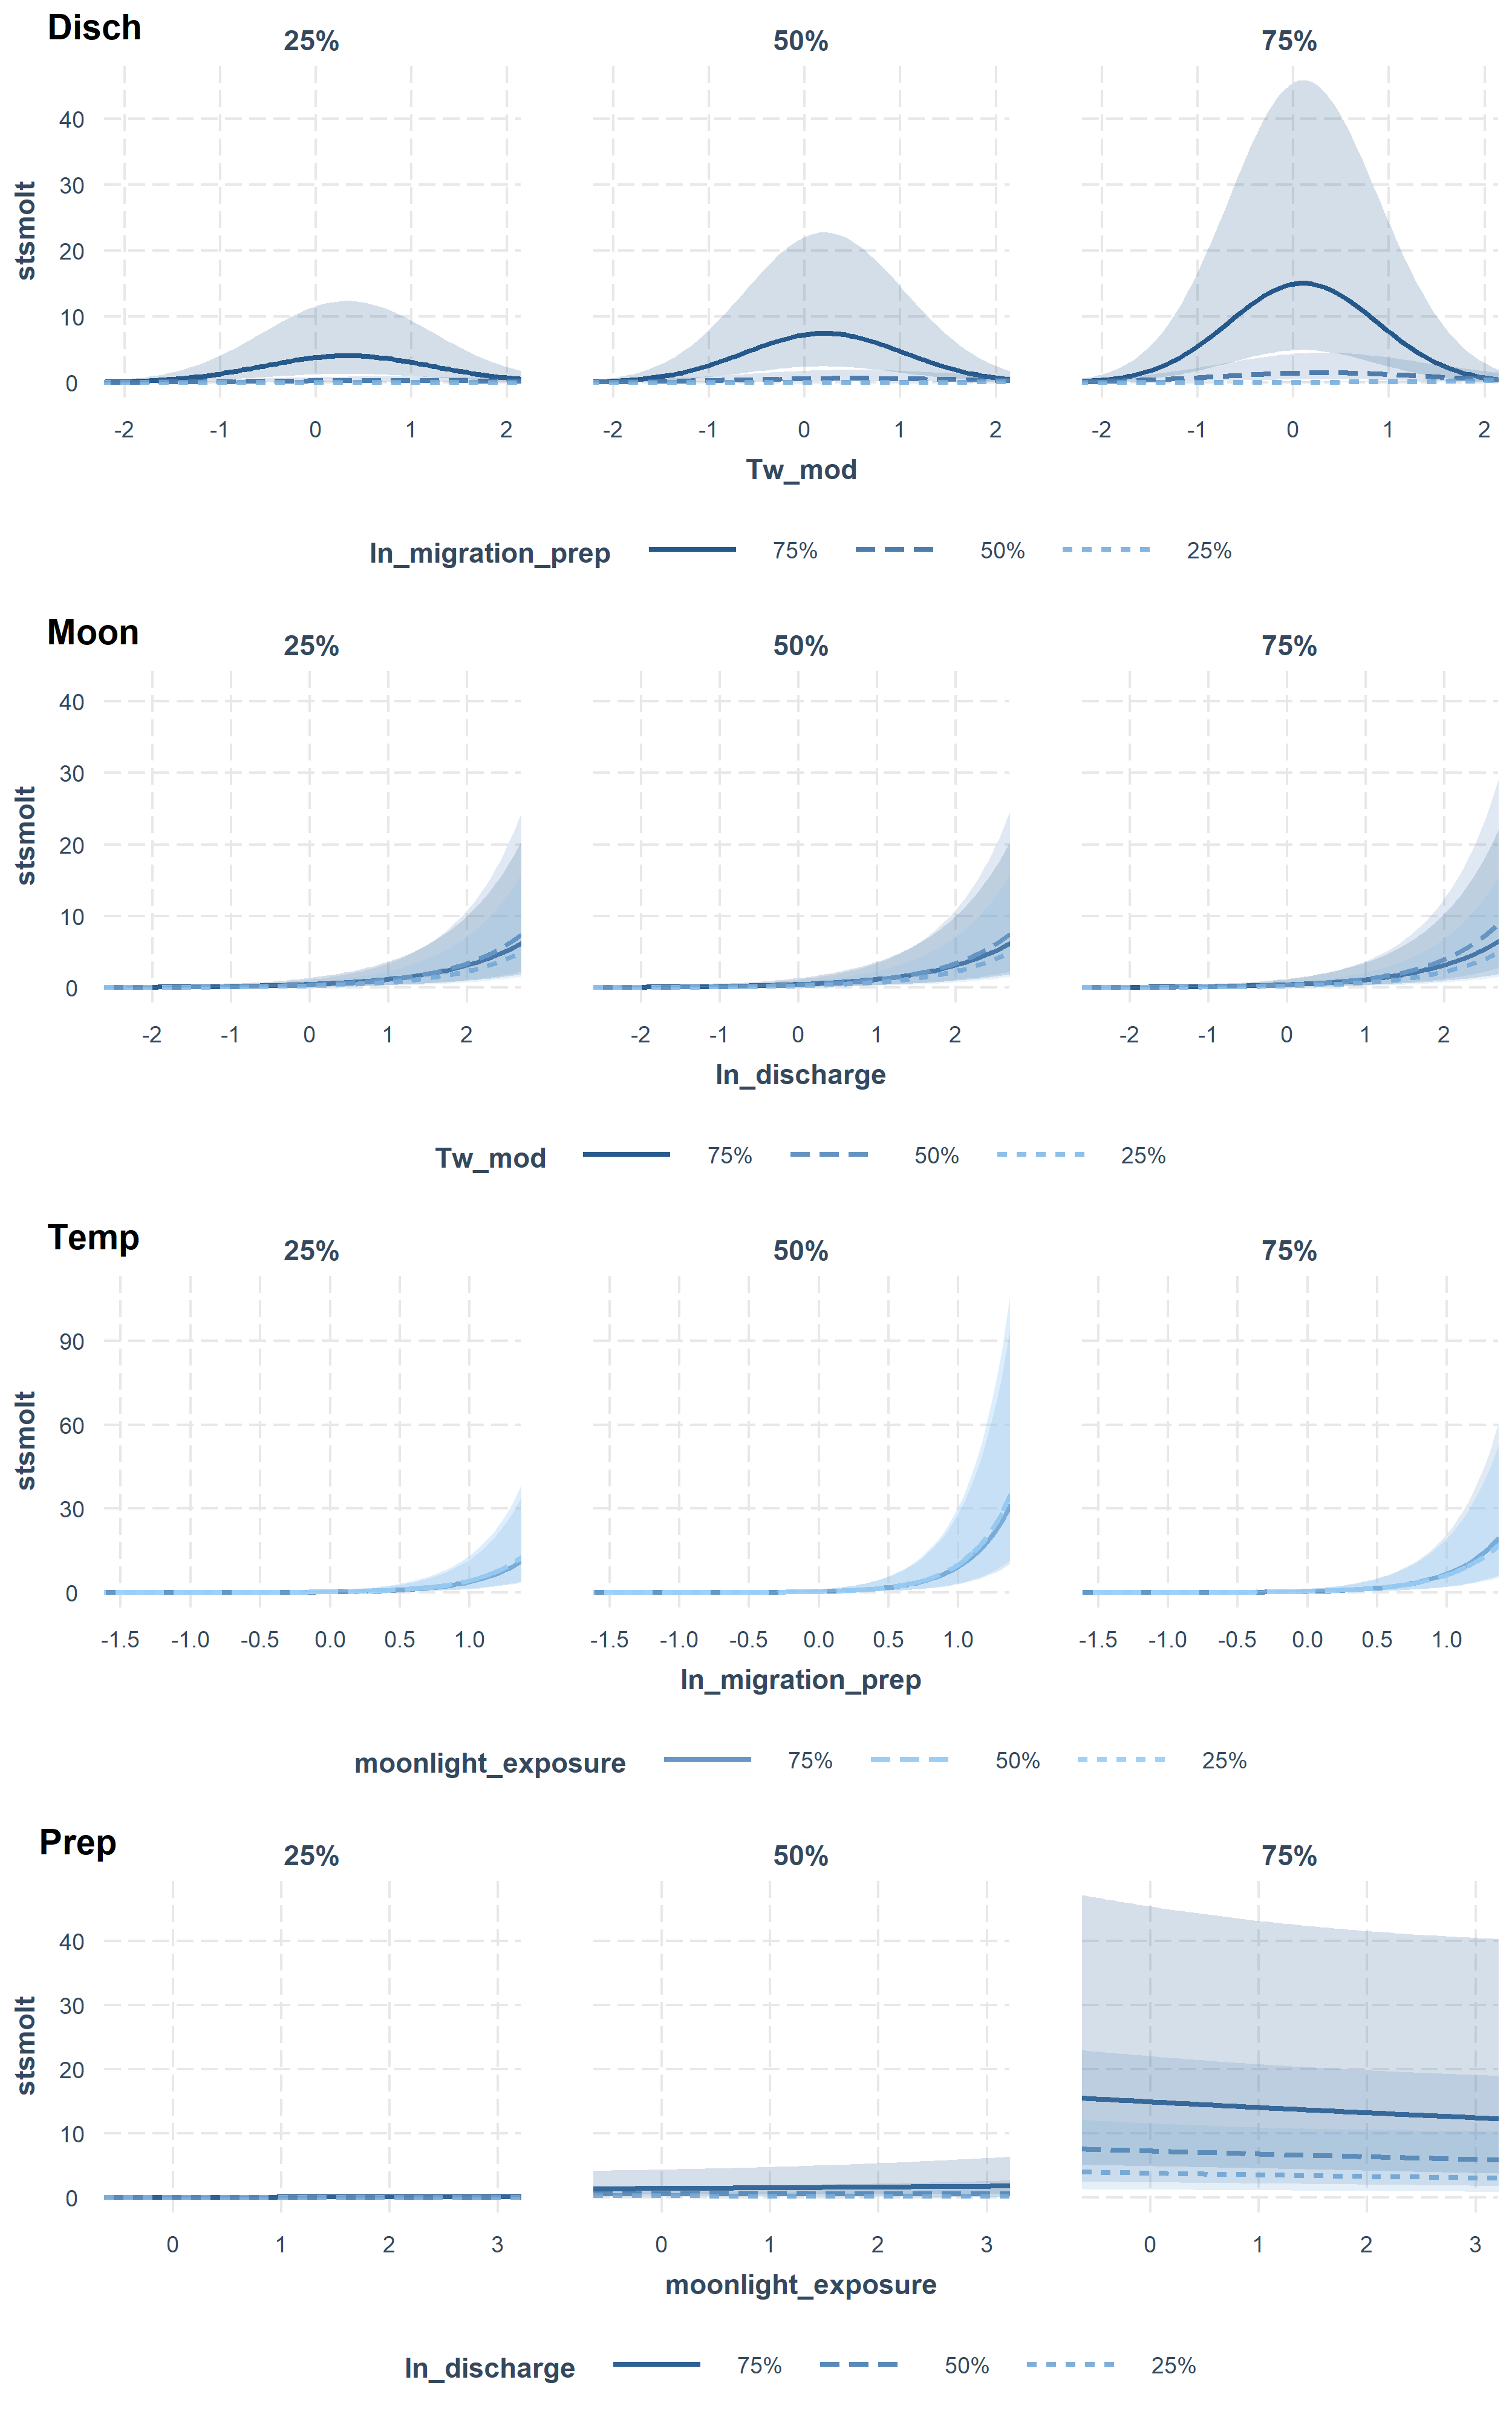 Disch
25% 50% 75%
stsmolt
40
30
20
10
0
-2 -1 0 1 2 -2 -1 0 1 2 -2 -1 0 1 2
Tw_mod
ln_migration_prep 75% 50% 25%
Moon
25% 50% 75%
stsmolt
40
30
20
10
0
-2 -1 0 1 2 -2 -1 0 1 2 -2 -1 0 1 2
ln_discharge
Tw_mod 75% 50% 25%
Temp
25% 50% 75%
stsmolt
90
60
30
0
-1.5 -1.0 -0.5 0.0 0.5 1.0 -1.5 -1.0 -0.5 0.0 0.5 1.0 -1.5 -1.0 -0.5 0.0 0.5 1.0
ln_migration_prep
moonlight_exposure 75% 50% 25%
Prep
25% 50% 75%
stsmolt
40
30
20
10
0
0 1 2 3 0 1 2 3 0 1 2 3
moonlight_exposure
ln_discharge 75% 50% 25%